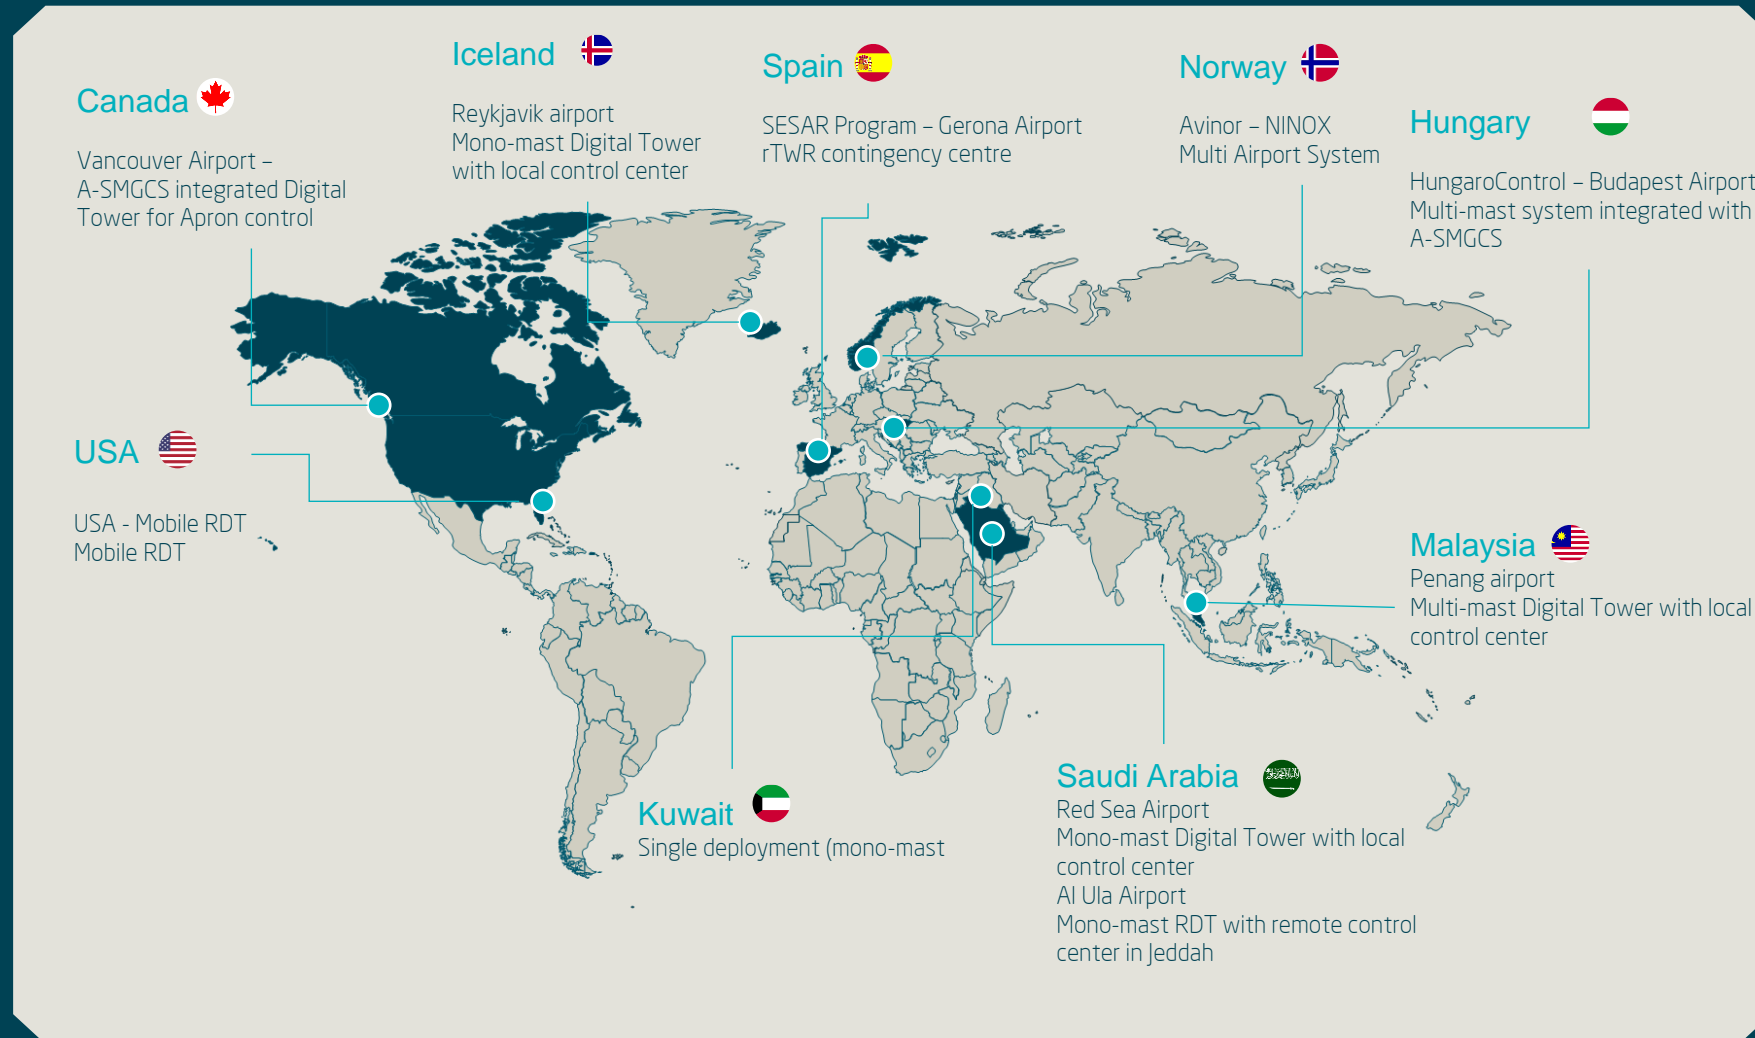 Canada
Vancouver Airport –
A-SMGCS integrated Digital
Tower for Apron control
Iceland
Reykjavik airport
Mono-mast Digital Tower
with local control center
Spain
SESAR Program – Gerona Airport
rTWR contingency centre
Norway
Avinor – NINOX
Multi Airport System
Hungary
HungaroControl – Budapest Airport
Multi-mast system integrated with
A-SMGCS
USA
USA - Mobile RDT
Mobile RDT
Malaysia
Penang airport
Multi-mast Digital Tower with local
control center
Kuwait
Single deployment (mono-mast
Saudi Arabia
Red Sea Airport
Mono-mast Digital Tower with local
control center
Al Ula Airport
Mono-mast RDT with remote control
center in Jeddah